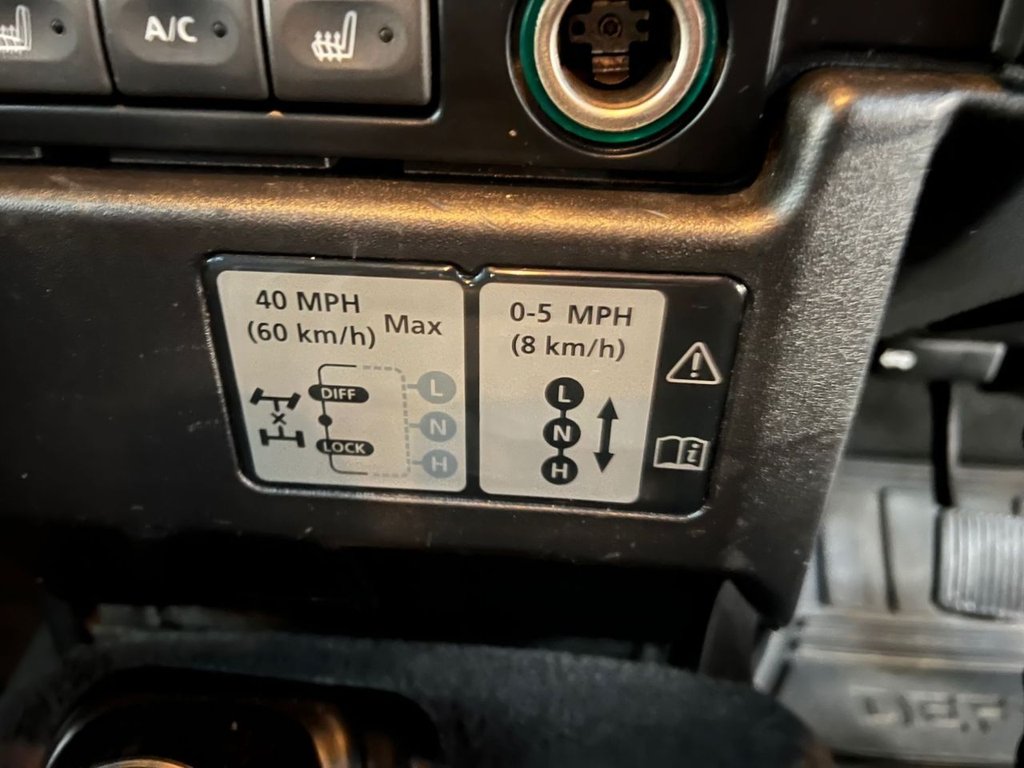 A/C
40 MPH
(60 km/h) Max
DIFF
LOCK
L
N
H
0-5 MPH
(8 km/h)
L
N
H